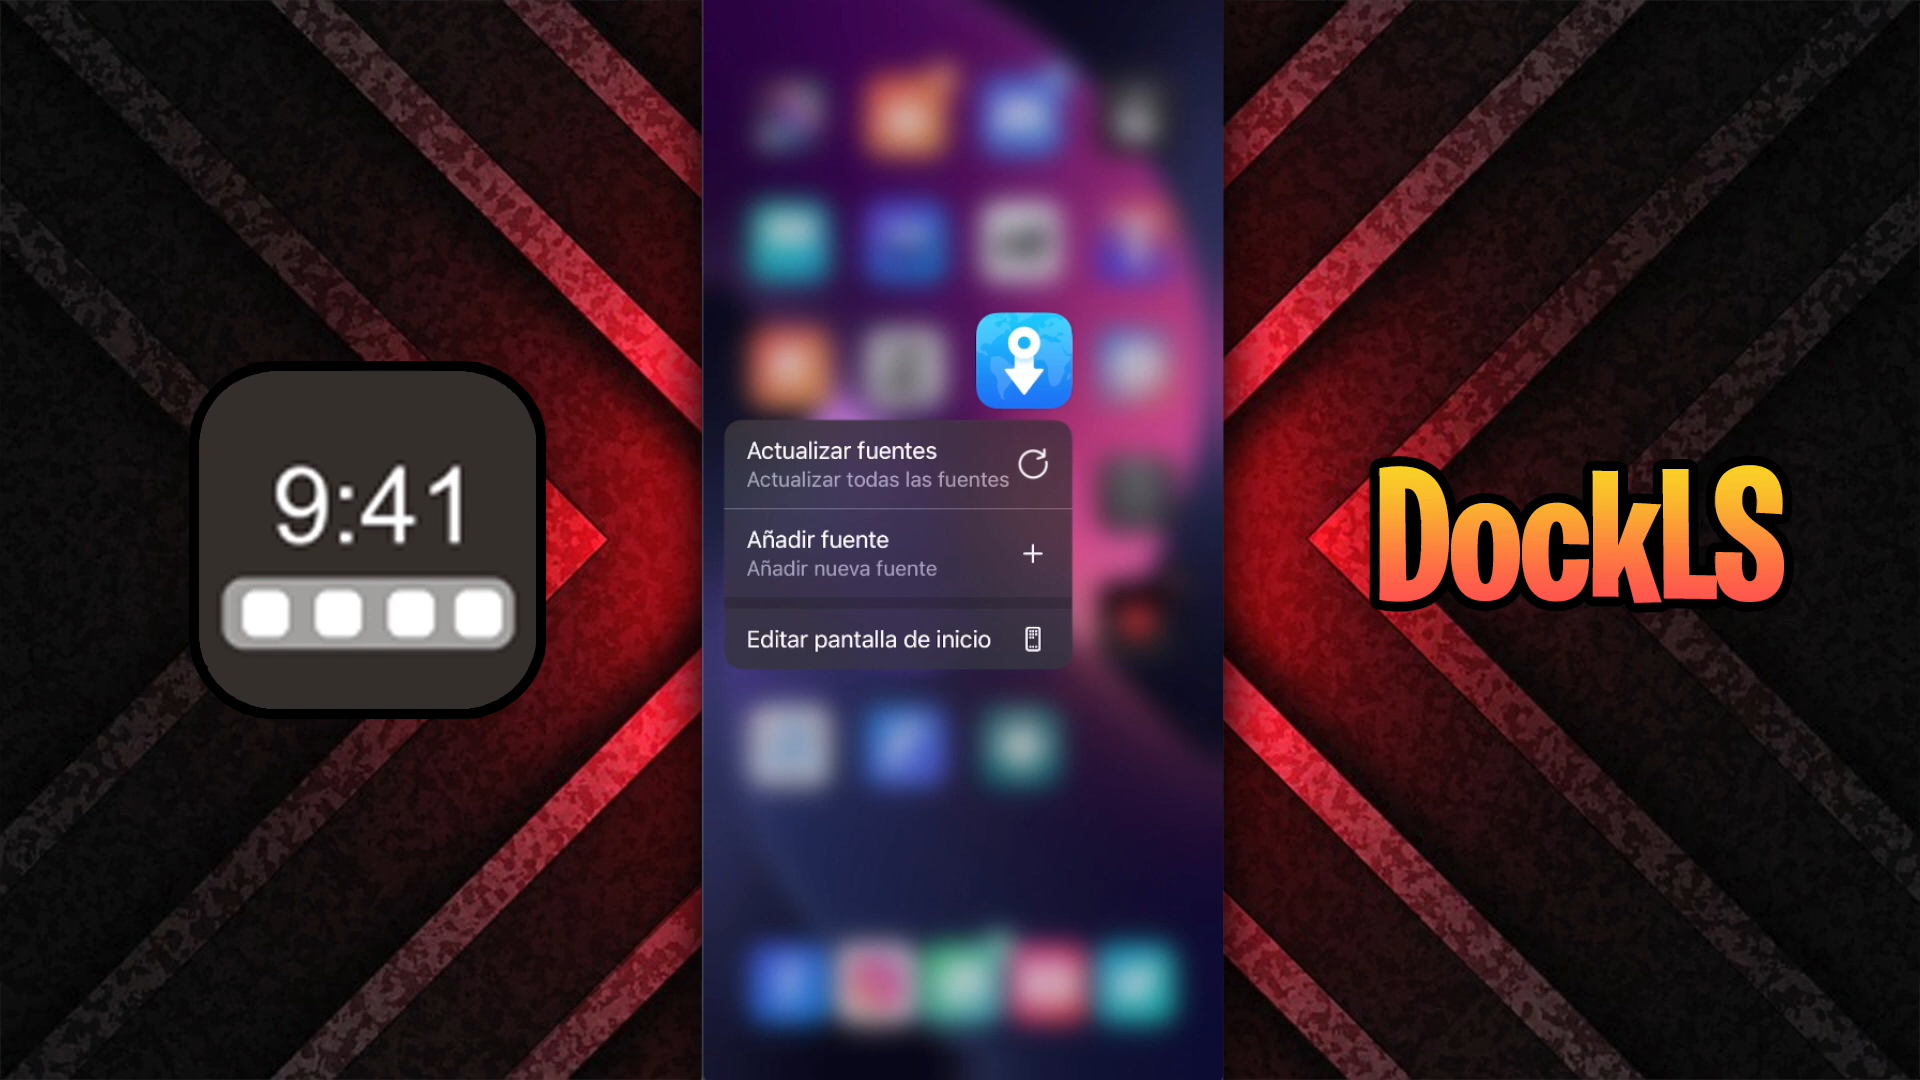 9:41
Actualizar fuentes
Actualizar todas las fuentes
Añadir fuente
Añadir nueva fuente
Editar pantalla de inicio
DockLS